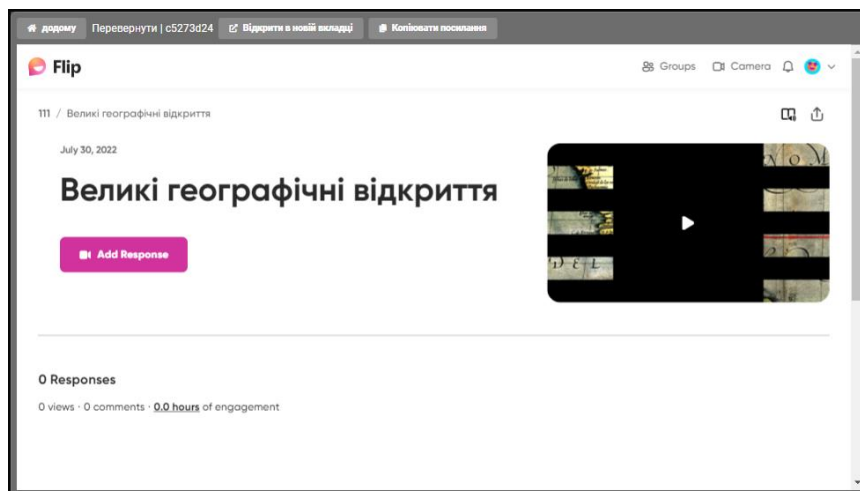 додому Перевернути | c5273d24 Відкрити в новій вкладці Копіювати посилання
Flip Groups Camera
111 / Великі географічні відкриття
July 30, 2022
Великі географічні відкриття
Add Response
0 Responses
0 views · 0 comments · 0.0 hours of engagement